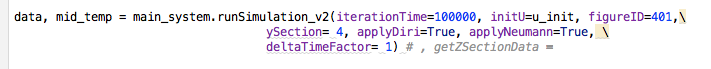 data, mid_temp = main_system.runSimulation_v2(iterationTime=100000, initU=u_init, figureID=401,\
ySection= 4, applyDiri=True, applyNeumann=True, \
deltaTimeFactor= 1) # , getZSectionData =